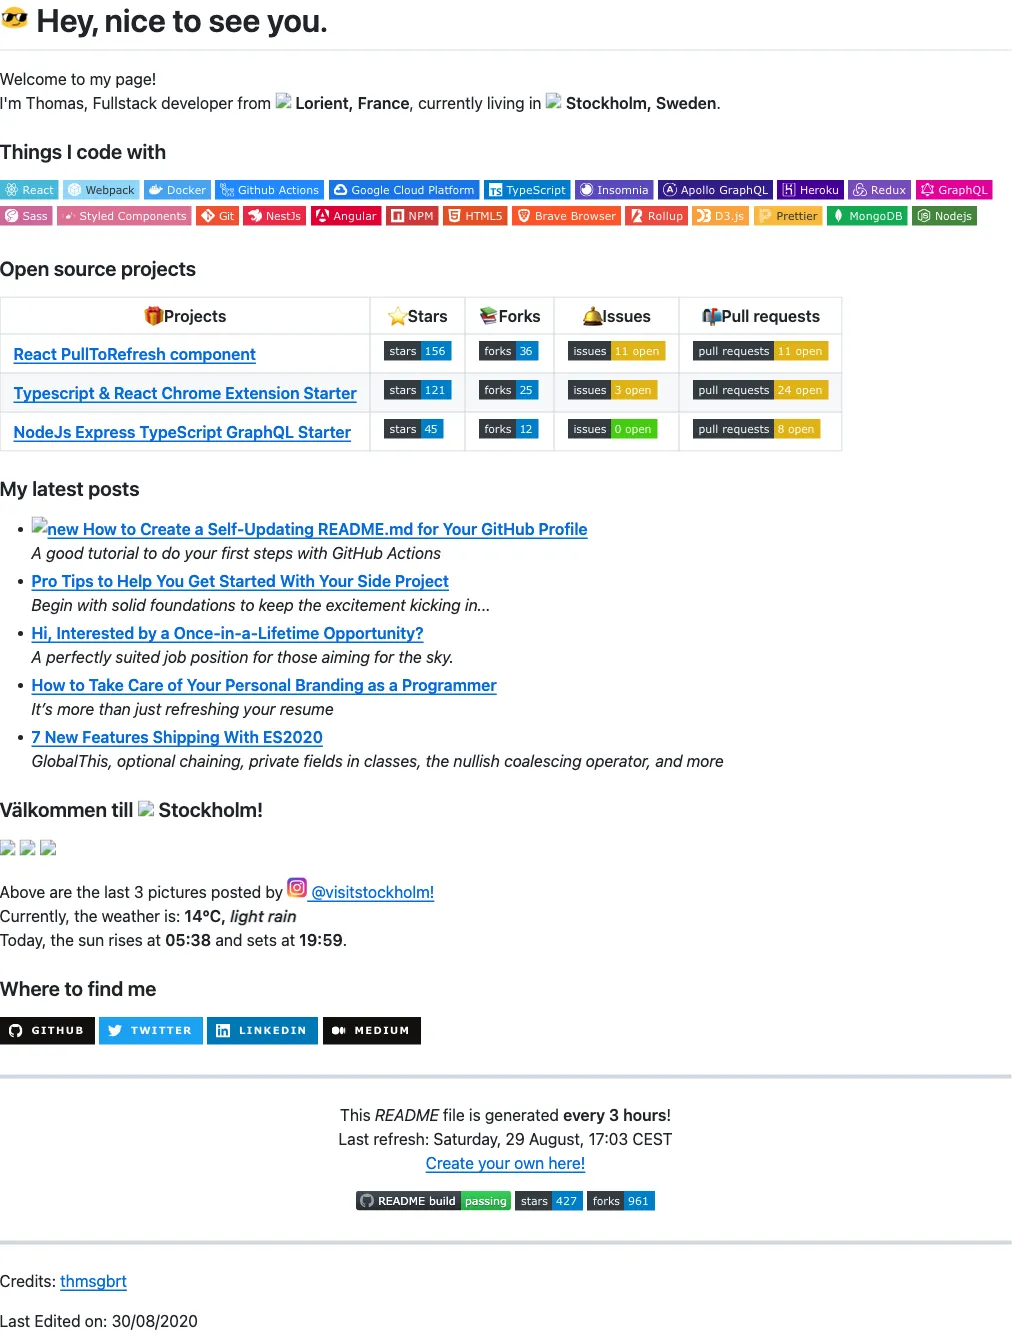 😎 Hey, nice to see you.
Welcome to my page!
I'm Thomas, Fullstack developer from Lorient, France, currently living in Stockholm, Sweden.
Things I code with
React Webpack Docker Github Actions Google Cloud Platform TypeScript Insomnia Apollo GraphQL Heroku Redux GraphQL
Sass Styled Components Git NestJs Angular NPM HTML5 Brave Browser Rollup D3.js Prettier MongoDB Nodejs
Open source projects
🎁Projects ⭐Stars 📚Forks 🛎Issues 📬Pull requests
React PullToRefresh component stars 156 forks 36 issues 11 open pull requests 11 open
Typescript & React Chrome Extension Starter stars 121 forks 25 issues 3 open pull requests 24 open
NodeJs Express TypeScript GraphQL Starter stars 45 forks 12 issues 0 open pull requests 8 open
My latest posts
• new How to Create a Self-Updating README.md for Your GitHub Profile
A good tutorial to do your first steps with GitHub Actions
• Pro Tips to Help You Get Started With Your Side Project
Begin with solid foundations to keep the excitement kicking in...
• Hi, Interested by a Once-in-a-Lifetime Opportunity?
A perfectly suited job position for those aiming for the sky.
• How to Take Care of Your Personal Branding as a Programmer
It’s more than just refreshing your resume
• 7 New Features Shipping With ES2020
GlobalThis, optional chaining, private fields in classes, the nullish coalescing operator, and more
Välkommen till Stockholm!
Above are the last 3 pictures posted by @visitstockholm!
Currently, the weather is: 14°C, light rain
Today, the sun rises at 05:38 and sets at 19:59.
Where to find me
GITHUB TWITTER LINKEDIN MEDIUM
This README file is generated every 3 hours!
Last refresh: Saturday, 29 August, 17:03 CEST
Create your own here!
README build passing stars 427 forks 961
Credits: thmsgbrt
Last Edited on: 30/08/2020